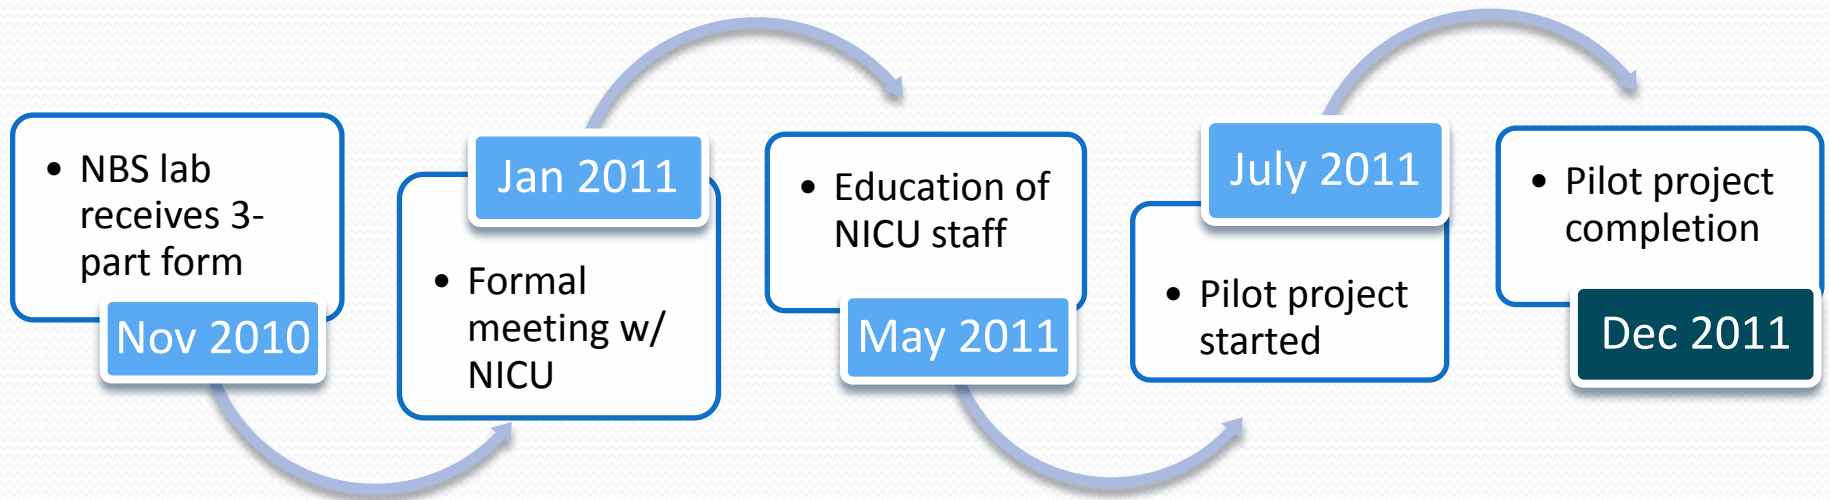 • NBS lab
receives 3-
part form
Nov 2010
Jan 2011
• Formal
meeting w/
NICU
• Education of
NICU staff
May 2011
July 2011
• Pilot project
started
• Pilot project
completion
Dec 2011